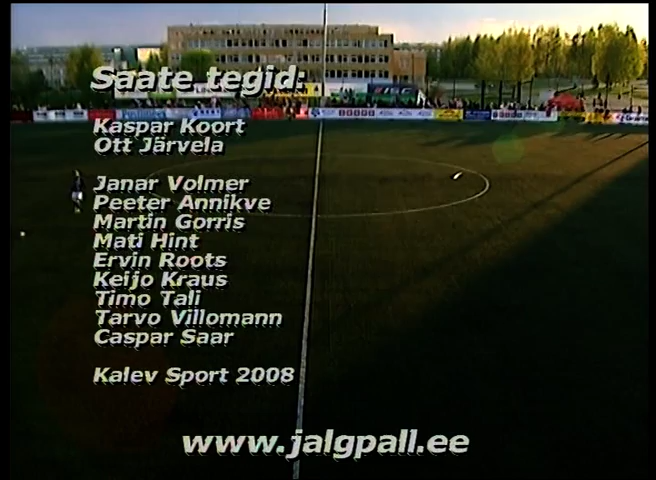 Saate tegid:
Kaspar Koort
Ott Järvela
Janar Volmer
Peeter Annikve
Martin Gorris
Mati Hint
Ervin Roots
Keijo Kraus
Timo Tali
Tarvo Villomann
Caspar Saar
Kalev Sport 2008
www.jalgpall.ee